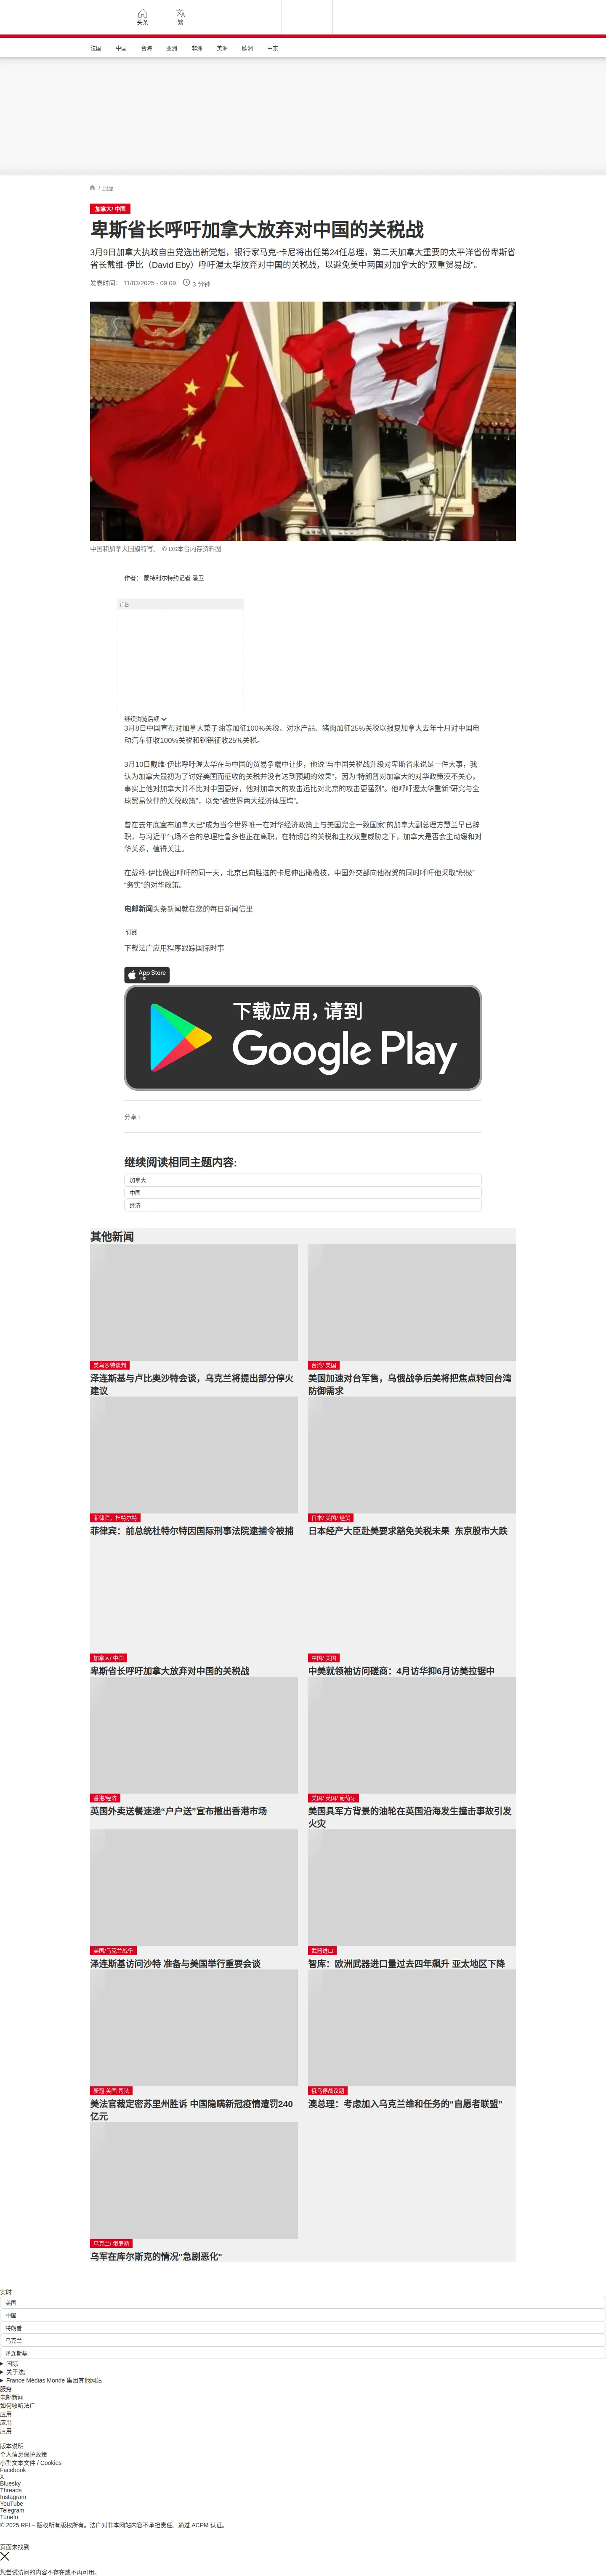 头条
繁
法国
中国
台海
亚洲
非洲
美洲
欧洲
中东
/ 国际
加拿大/ 中国
卑斯省长呼吁加拿大放弃对中国的关税战
3月9日加拿大执政自由党选出新党魁，银行家马克-卡尼将出任第24任总理，第二天加拿大重要的太平洋省份卑斯省
省长戴维·伊比（David Eby）呼吁渥太华放弃对中国的关税战，以避免美中两国对加拿大的“双重贸易战”。
发表时间： 11/03/2025 - 09:09
3 分钟
中国和加拿大国旗特写。 © DS本台内存资料图
作者： 蒙特利尔特约记者 潘卫
广告
继续浏览后续
3月8日中国宣布对加拿大菜子油等加征100%关税、对水产品、猪肉加征25%关税以报复加拿大去年十月对中国电
动汽车征收100%关税和钢铝征收25%关税。
3月10日戴维·伊比呼吁渥太华在与中国的贸易争端中让步，他说“与中国关税战升级对卑斯省来说是一件大事，我
认为加拿大最初为了讨好美国而征收的关税并没有达到预期的效果”，因为“特朗普对加拿大的对华政策漠不关心，
事实上他对加拿大并不比对中国更好，他对加拿大的攻击远比对北京的攻击更猛烈”。他呼吁渥太华重新“研究与全
球贸易伙伴的关税政策”，以免“被世界两大经济体压垮”。
曾在去年底宣布加拿大已“成为当今世界唯一在对华经济政策上与美国完全一致国家”的加拿大副总理方慧兰早已辞
职，与习近平气场不合的总理杜鲁多也正在离职，在特朗普的关税和主权双重威胁之下，加拿大是否会主动缓和对
华关系，值得关注。
在戴维·伊比做出呼吁的同一天，北京已向胜选的卡尼伸出橄榄枝，中国外交部向他祝贺的同时呼吁他采取“积极”
“务实”的对华政策。
电邮新闻头条新闻就在您的每日新闻信里
订阅
下载法广应用程序跟踪国际时事
App Store
下载
下载应用，请到
Google Play
分享 :
继续阅读相同主题内容:
加拿大
中国
经济
其他新闻
美乌沙特谈判
泽连斯基与卢比奥沙特会谈，乌克兰将提出部分停火
建议
台湾/ 美国
美国加速对台军售，乌俄战争后美将把焦点转回台湾
防御需求
菲律宾，杜特尔特
菲律宾：前总统杜特尔特因国际刑事法院逮捕令被捕
日本/ 美国/ 经贸
日本经产大臣赴美要求豁免关税未果 东京股市大跌
加拿大/ 中国
卑斯省长呼吁加拿大放弃对中国的关税战
中国/ 美国
中美就领袖访问磋商：4月访华抑6月访美拉锯中
香港/经济
英国外卖送餐速递“户户送”宣布撤出香港市场
美国/ 英国/ 葡萄牙
美国具军方背景的油轮在英国沿海发生撞击事故引发
火灾
美国/乌克兰战争
泽连斯基访问沙特 准备与美国举行重要会谈
武器进口
智库：欧洲武器进口量过去四年飙升 亚太地区下降
新冠 美国 司法
美法官裁定密苏里州胜诉 中国隐瞒新冠疫情遭罚240
亿元
俄乌停战议题
澳总理：考虑加入乌克兰维和任务的“自愿者联盟”
乌克兰/ 俄罗斯
乌军在库尔斯克的情况"急剧恶化"
实时
美国
中国
特朗普
乌克兰
泽连斯基
国际
关于法广
France Médias Monde 集团其他网站
服务
电邮新闻
如何收听法广
应用
应用
应用
版本说明
个人信息保护政策
小型文本文件 / Cookies
Facebook
X
Bluesky
Threads
Instagram
YouTube
Telegram
TuneIn
© 2025 RFI – 版权所有版权所有。法广对非本网站内容不承担责任。通过 ACPM 认证。
页面未找到
您尝试访问的内容不存在或不再可用。